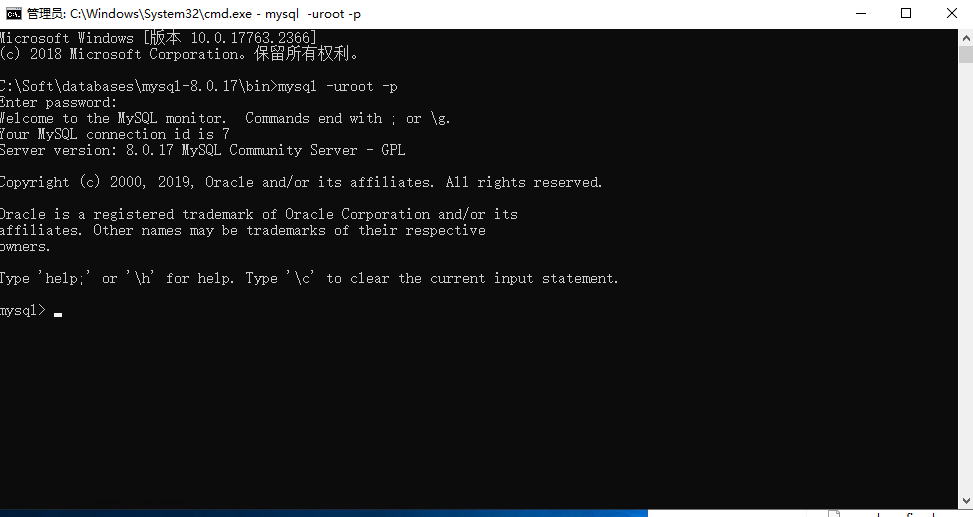 管理员: C:\Windows\System32\cmd.exe - mysql  -uroot -p
Microsoft Windows [版本 10.0.17763.2366]
(c) 2018 Microsoft Corporation。保留所有权利。
C:\Soft\databases\mysql-8.0.17\bin>mysql -uroot -p
Enter password:
Welcome to the MySQL monitor.  Commands end with ; or \g.
Your MySQL connection id is 7
Server version: 8.0.17 MySQL Community Server - GPL
Copyright (c) 2000, 2019, Oracle and/or its affiliates. All rights reserved.
Oracle is a registered trademark of Oracle Corporation and/or its
affiliates. Other names may be trademarks of their respective
owners.
Type 'help;' or '\h' for help. Type '\c' to clear the current input statement.
mysql>